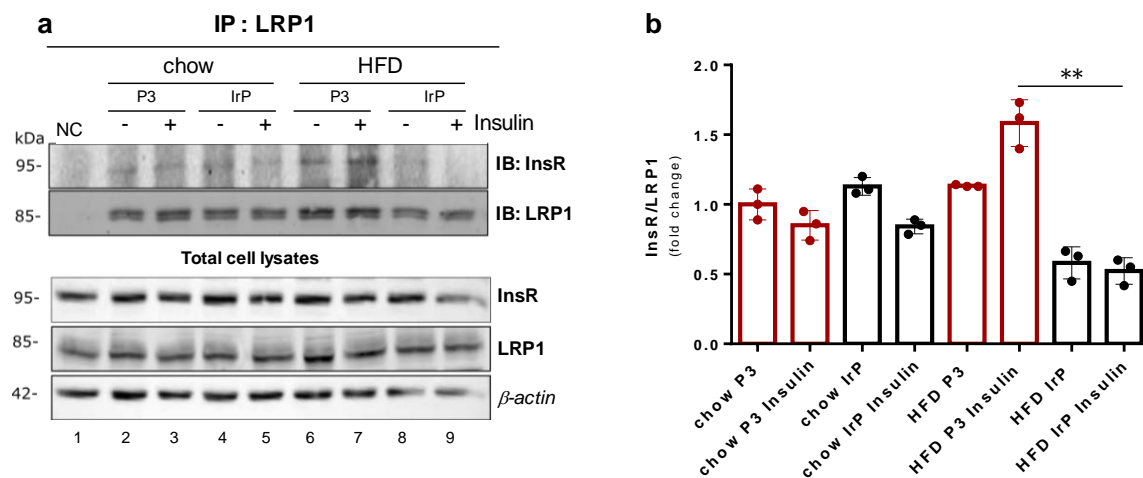 a
IP : LRP1
chow HFD
P3 IrP P3 IrP
NC - + - + - + - + Insulin
kDa
95- IB: InsR
85- IB: LRP1
Total cell lysates
95- InsR
85- LRP1
42- β-actin
1 2 3 4 5 6 7 8 9
b
**
2.0
1.5
1.0
0.5
0.0
InsR/LRP1
(fold change)
chow P3
chow P3 Insulin
chow IrP
chow IrP Insulin
HFD P3
HFD P3 Insulin
HFD IrP
HFD IrP Insulin